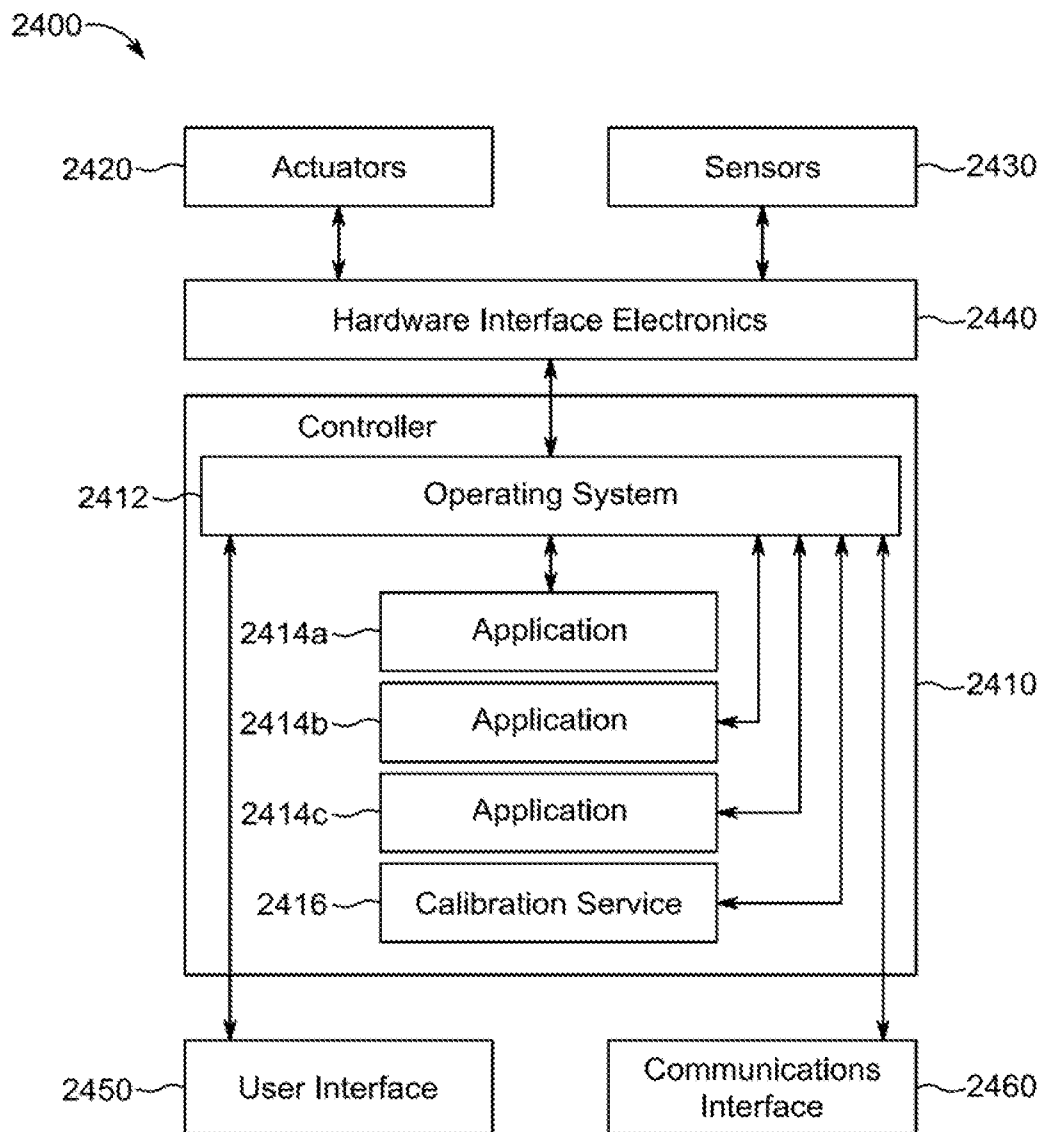 2400
2420
Actuators
Sensors
2430
Hardware Interface Electronics
2440
Controller
2412
Operating System
2414a
Application
2410
2414b
Application
2414c
Application
2416
Calibration Service
2450
User Interface
Communications
Interface
2460